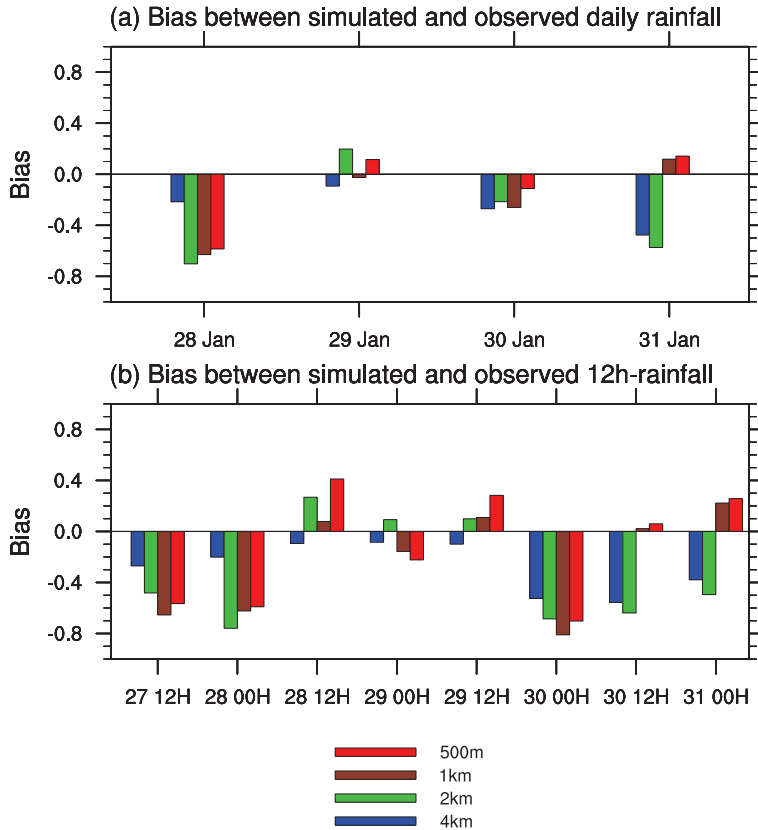 (a) Bias between simulated and observed daily rainfall
0.8
0.4
0.0
-0.4
-0.8
Bias
28 Jan 29 Jan 30 Jan 31 Jan
(b) Bias between simulated and observed 12h-rainfall
0.8
0.4
0.0
-0.4
-0.8
Bias
27 12H 28 00H 28 12H 29 00H 29 12H 30 00H 30 12H 31 00H
500m
1km
2km
4km